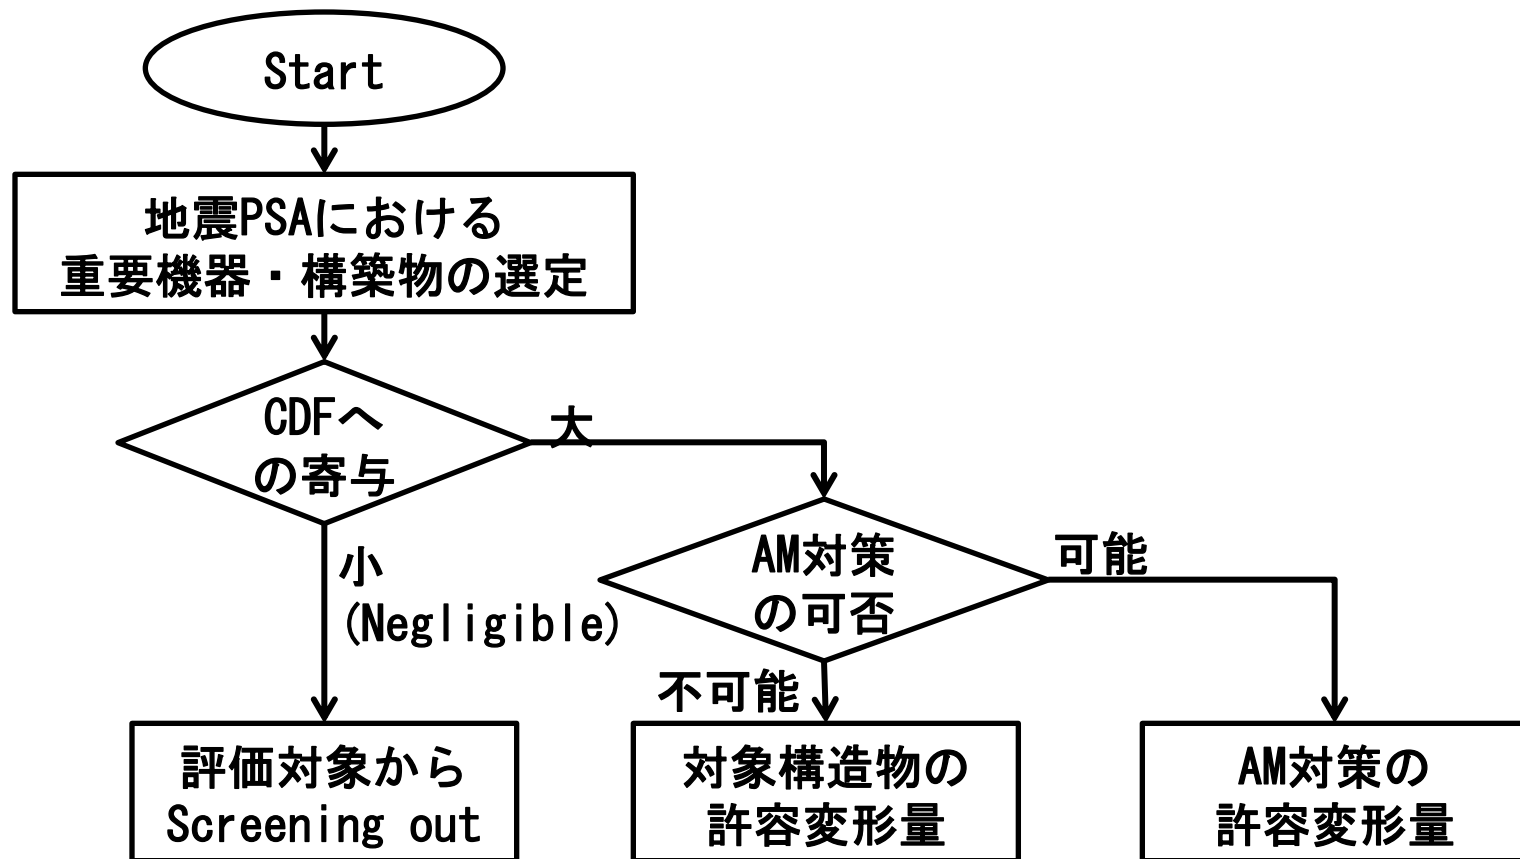 Start
地震PSAにおける
重要機器・構築物の選定
CDFへ
の寄与
大
小
(Negligible)
AM対策
の可否
可能
不可能
評価対象から
Screening out
対象構造物の
許容変形量
AM対策の
許容変形量